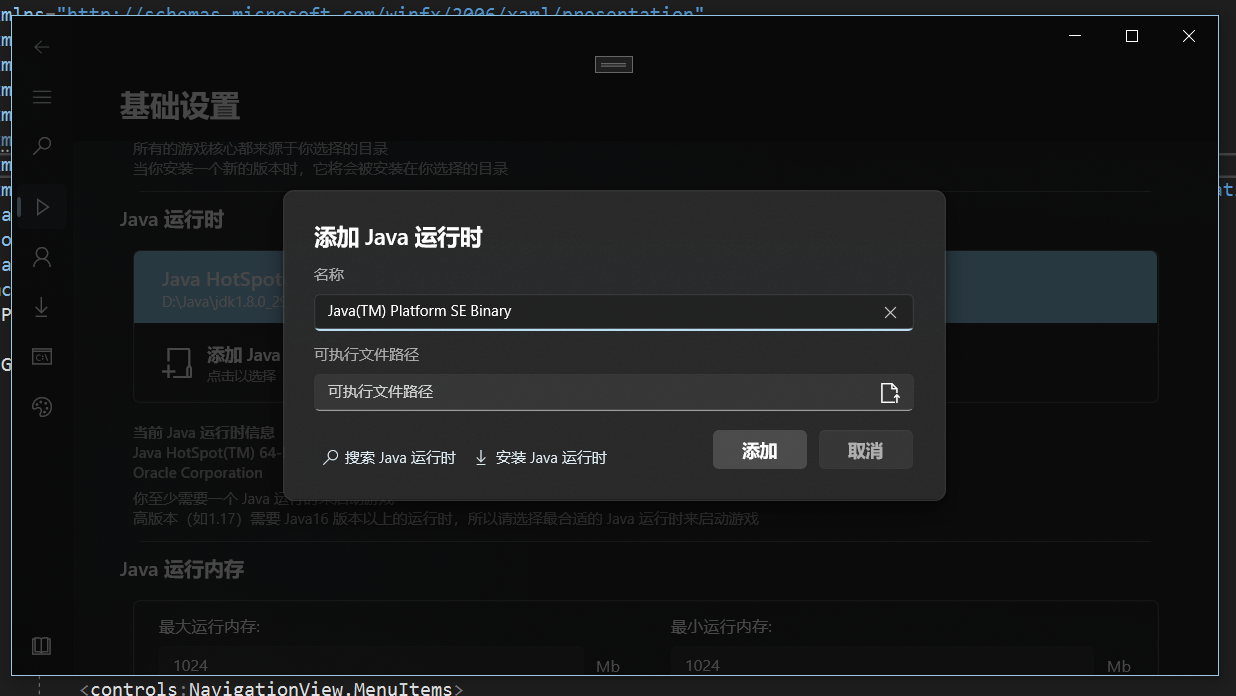 mlns="http://schemas.microsoft.com/winfx/2006/xaml/presentation"
基础设置
所有的游戏核心都来源于你选择的目录
当你安装一个新的版本时，它将会被安装在你选择的目录
Java 运行时
Java HotSpot
D:\Java\jdk1.8.0_29
添加 Java
点击以选择
添加 Java 运行时
名称
Java(TM) Platform SE Binary
可执行文件路径
可执行文件路径
搜索 Java 运行时
安装 Java 运行时
添加
取消
当前 Java 运行时信息
Java HotSpot(TM) 64-
Oracle Corporation
你至少需要一个 Java 运行时来启动游戏
高版本（如1.17）需要 Java16 版本以上的运行时，所以请选择最合适的 Java 运行时来启动游戏
Java 运行内存
最大运行内存:
最小运行内存:
1024
Mb
1024
Mb
<controls:NavigationView.MenuItems>